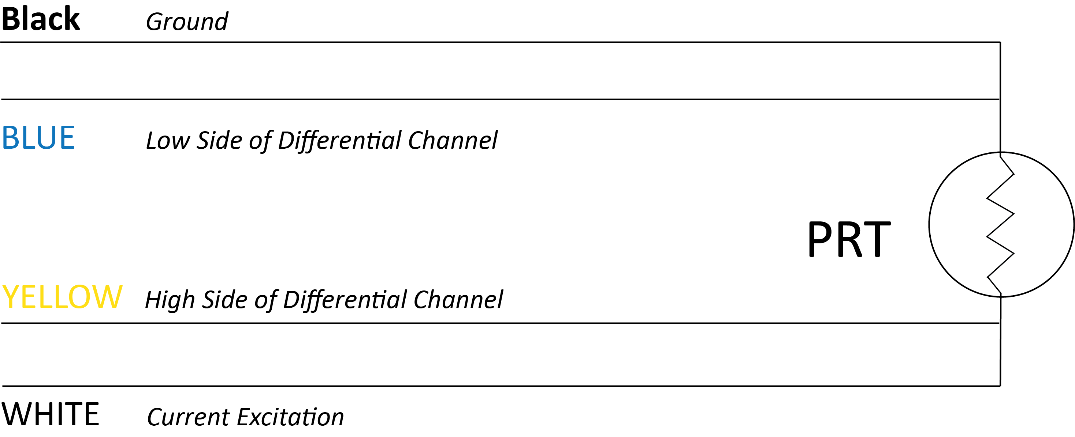 Black Ground
BLUE Low Side of Differential Channel
PRT
YELLOW High Side of Differential Channel
WHITE Current Excitation